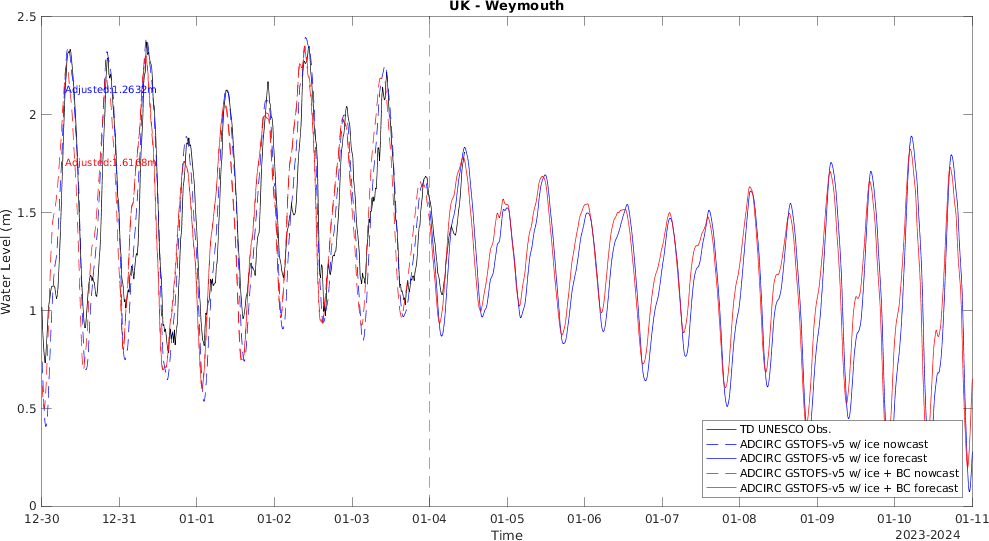 UK - Weymouth
2.5
2
1.5
1
0.5
0
Water Level (m)
Adjusted:1.2632m
Adjusted:1.6168m
TD UNESCO Obs.
ADCIRC GSTOFS-v5 w/ ice nowcast
ADCIRC GSTOFS-v5 w/ ice forecast
ADCIRC GSTOFS-v5 w/ ice + BC nowcast
ADCIRC GSTOFS-v5 w/ ice + BC forecast
12-30 12-31 01-01 01-02 01-03 01-04 01-05 01-06 01-07 01-08 01-09 01-10 01-11
Time
2023-2024